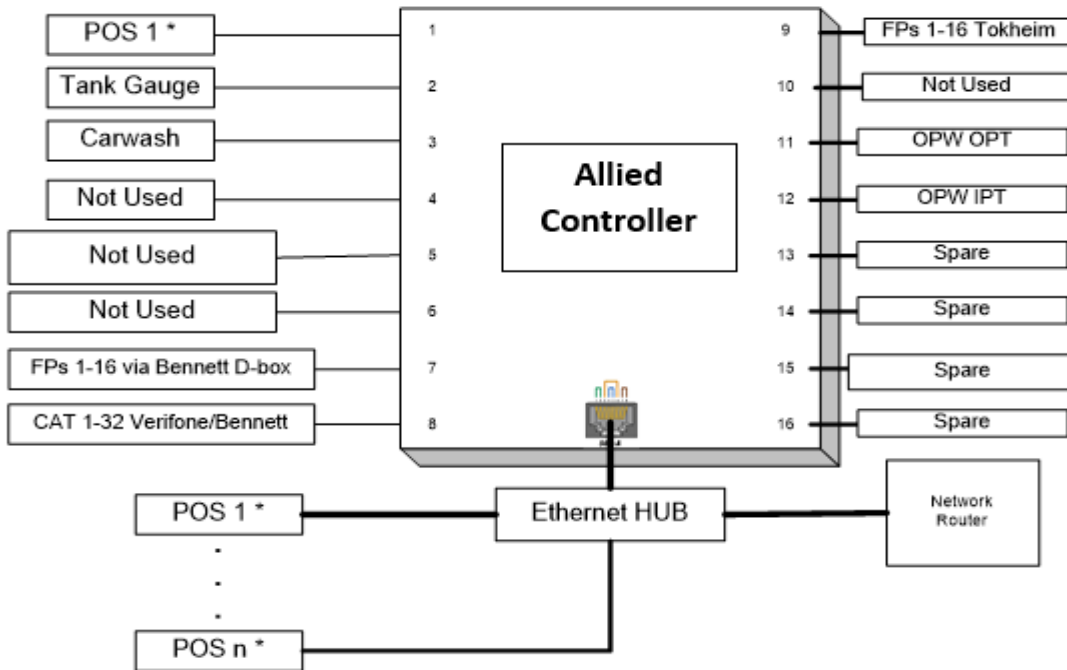 POS 1 *
1
9
FPs 1-16 Tokheim
Tank Gauge
2
10
Not Used
Carwash
3
11
OPW OPT
Allied
Controller
Not Used
4
12
OPW IPT
Not Used
5
13
Spare
Not Used
6
14
Spare
FPs 1-16 via Bennett D-box
7
15
Spare
CAT 1-32 Verifone/Bennett
8
16
Spare
POS 1 *
Ethernet HUB
Network
Router
POS n *